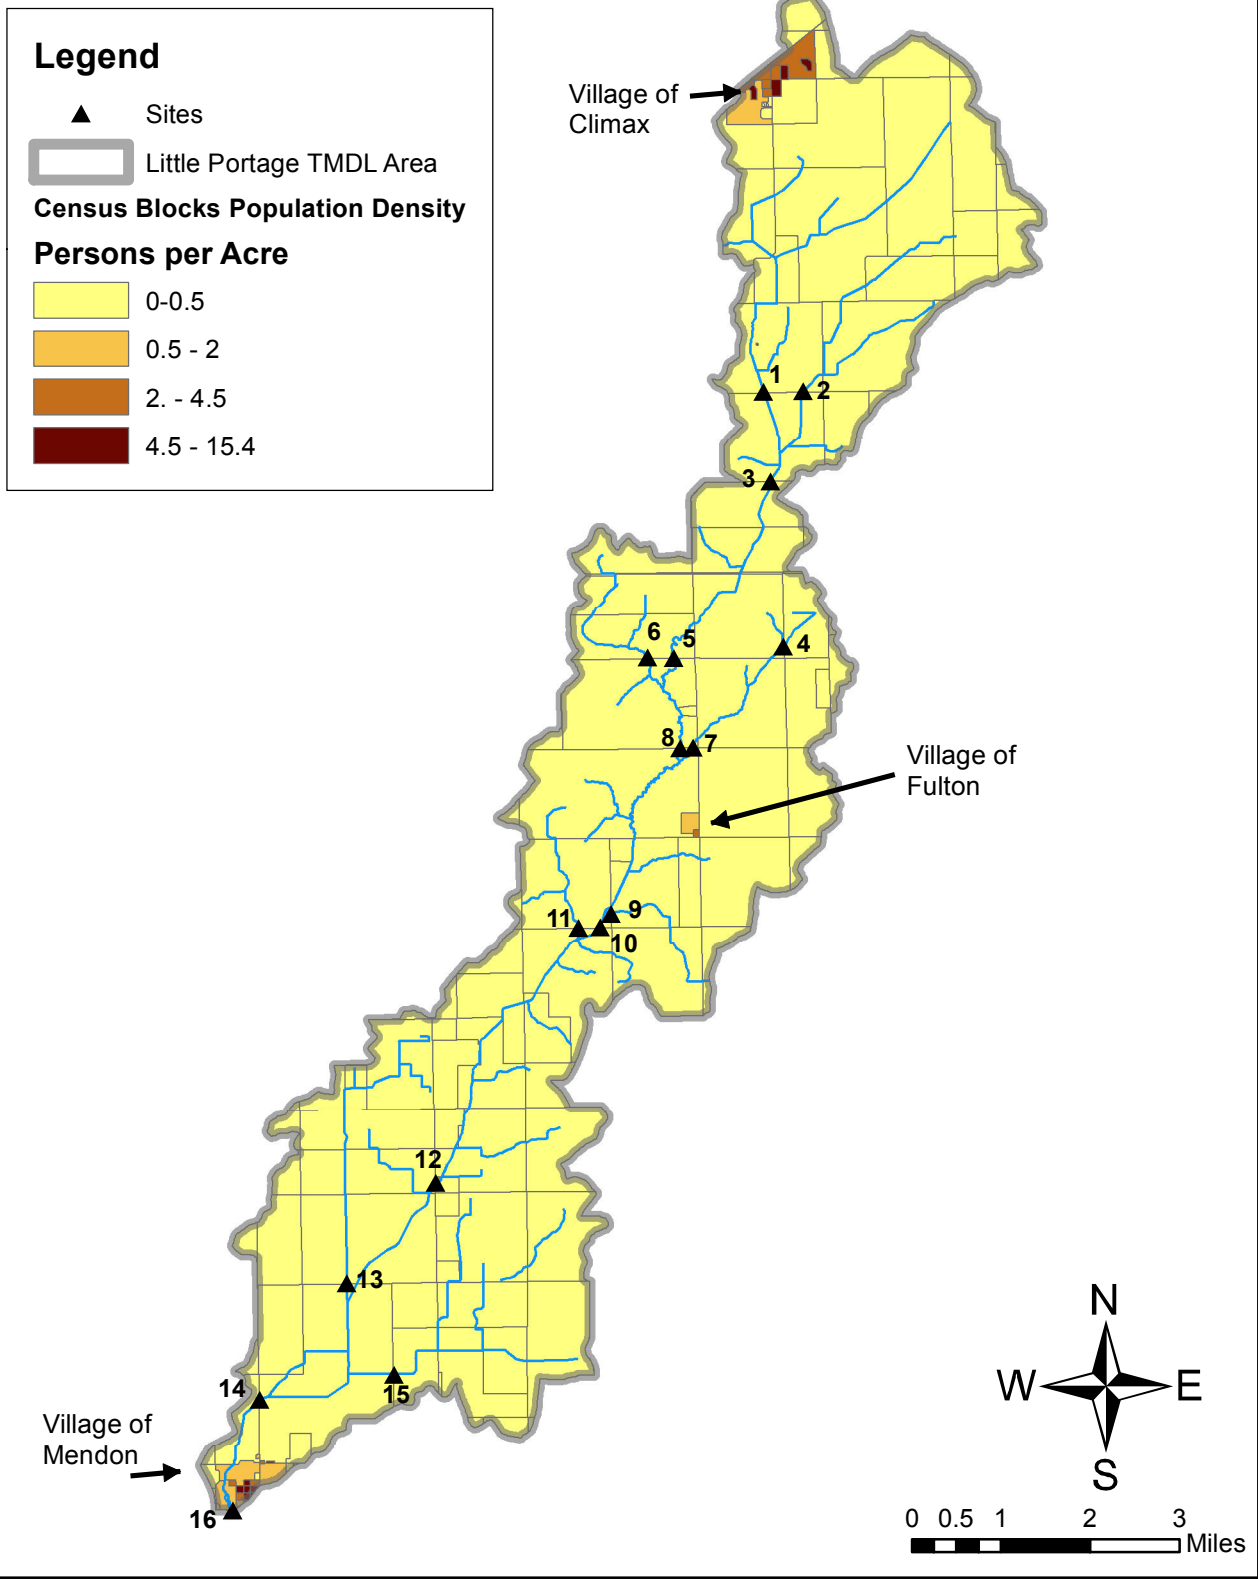 Legend
Sites
Little Portage TMDL Area
Census Blocks Population Density
Persons per Acre
0-0.5
0.5 - 2
2. - 4.5
4.5 - 15.4
Village of
Climax
1
2
3
6
5
4
8
7
Village of
Fulton
9
11
10
12
13
14
15
Village of
Mendon
16
N
W
E
S
0 0.5 1 2 3
Miles